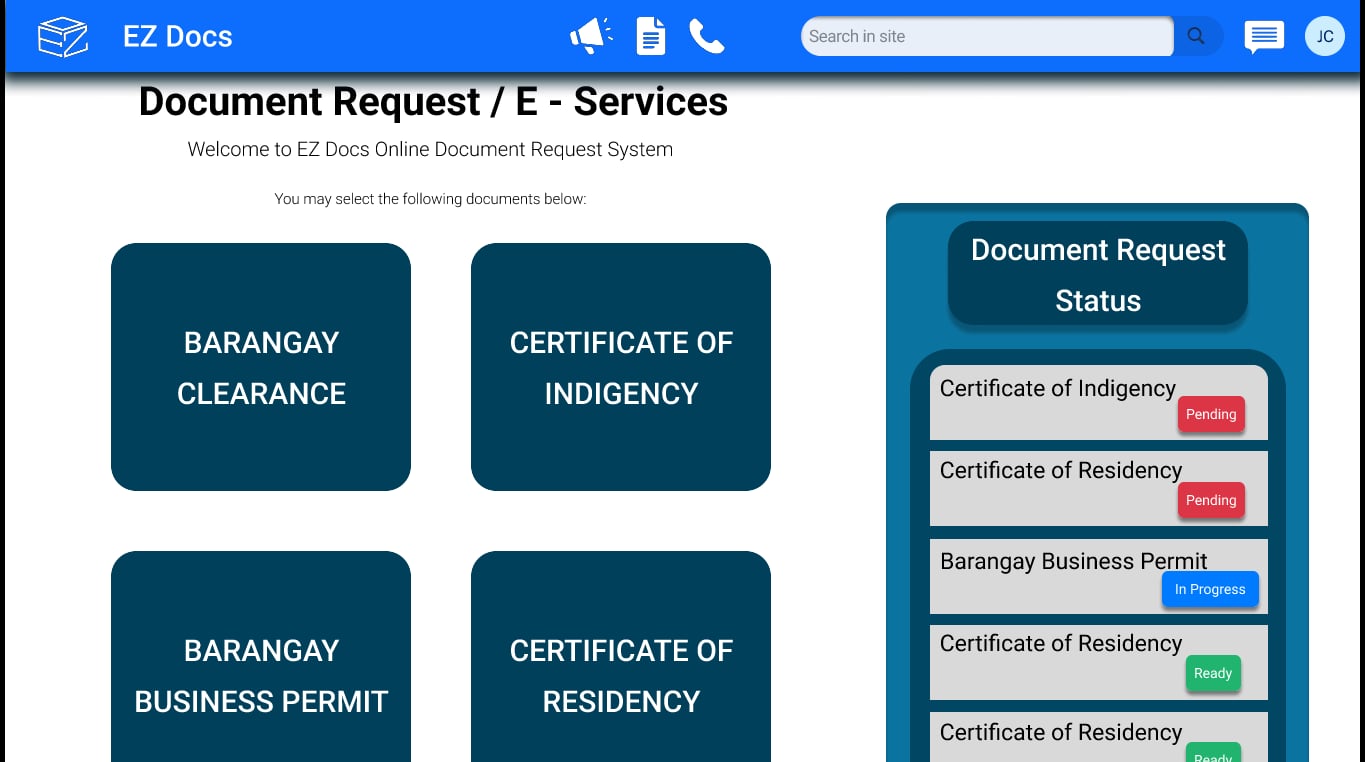 EZ Docs
Search in site
JC
Document Request / E - Services
Welcome to EZ Docs Online Document Request System
You may select the following documents below:
BARANGAY
CLEARANCE
CERTIFICATE OF
INDIGENCY
BARANGAY
BUSINESS PERMIT
CERTIFICATE OF
RESIDENCY
Document Request
Status
Certificate of Indigency
Pending
Certificate of Residency
Pending
Barangay Business Permit
In Progress
Certificate of Residency
Ready
Certificate of Residency
Ready